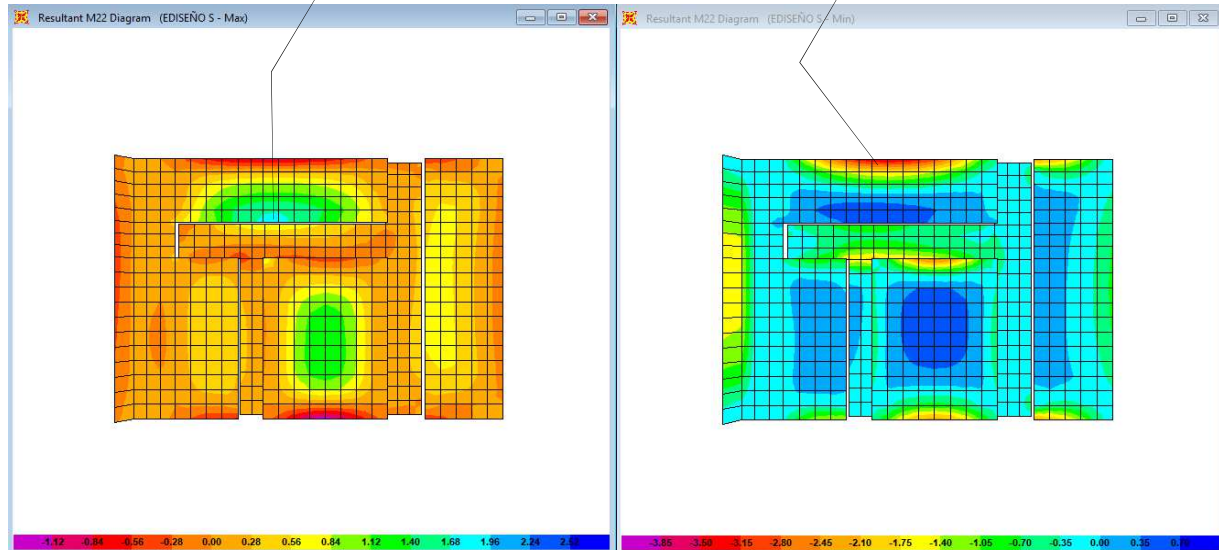 Resultant M22 Diagram (EDISEÑO S - Max)
Resultant M22 Diagram (EDISEÑO S - Min)
-1.12 -0.84 -0.56 -0.28 0.00 0.28 0.56 0.84 1.12 1.40 1.68 1.96 2.24
-3.85 -3.50 -3.15 -2.80 -2.45 -2.10 -1.75 -1.40 -1.05 -0.70 -0.35 0.00 0.35